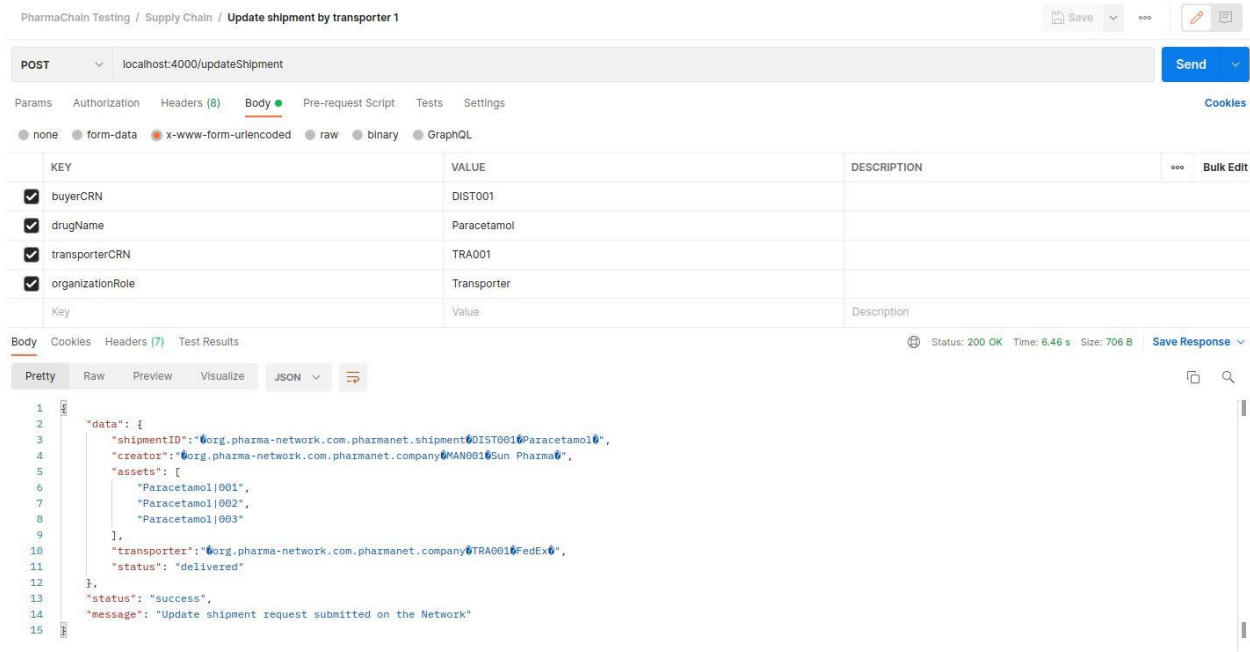 PharmaChain Testing / Supply Chain / Update shipment by transporter 1 Save ooo
POST localhost:4000/updateShipment Send
Params Authorization Headers (8) Body Pre-request Script Tests Settings Cookies
none form-data x-www-form-urlencoded raw binary GraphQL
KEY VALUE DESCRIPTION ooo Bulk Edit
buyerCRN DIST001
drugName Paracetamol
transporterCRN TRA001
organizationRole Transporter
Key Value Description
Body Cookies Headers (7) Test Results Status: 200 OK Time: 6.46 s Size: 706 B Save Response
Pretty Raw Preview Visualize JSON
1 {
2 "data": {
3 "shipmentID":"�org.pharma-network.com.pharmanet.shipment�DIST001�Paracetamol�",
4 "creator":"�org.pharma-network.com.pharmanet.company�MAN001�Sun Pharma�",
5 "assets": [
6 "Paracetamol|001",
7 "Paracetamol|002",
8 "Paracetamol|003"
9 ],
10 "transporter":"�org.pharma-network.com.pharmanet.company�TRA001�FedEx�",
11 "status": "delivered"
12 },
13 "status": "success",
14 "message": "Update shipment request submitted on the Network"
15 }